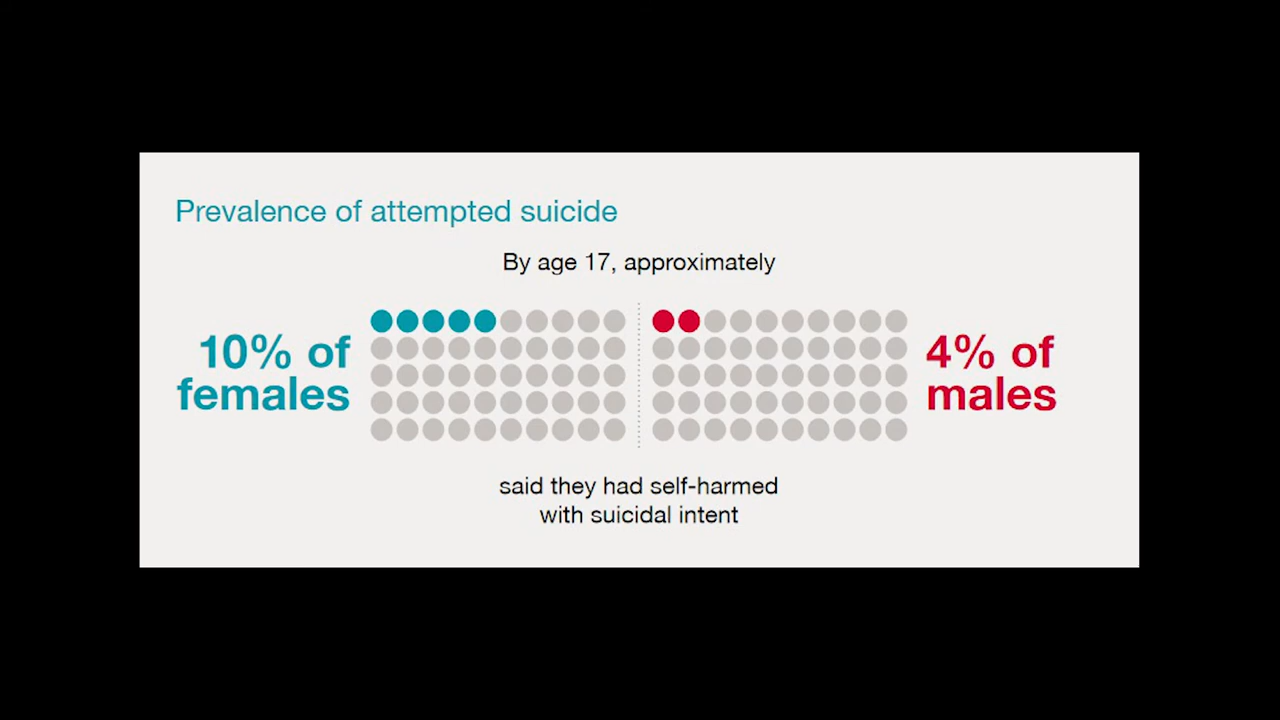 Prevalence of attempted suicide
By age 17, approximately
10% of
females
4% of
males
said they had self-harmed
with suicidal intent